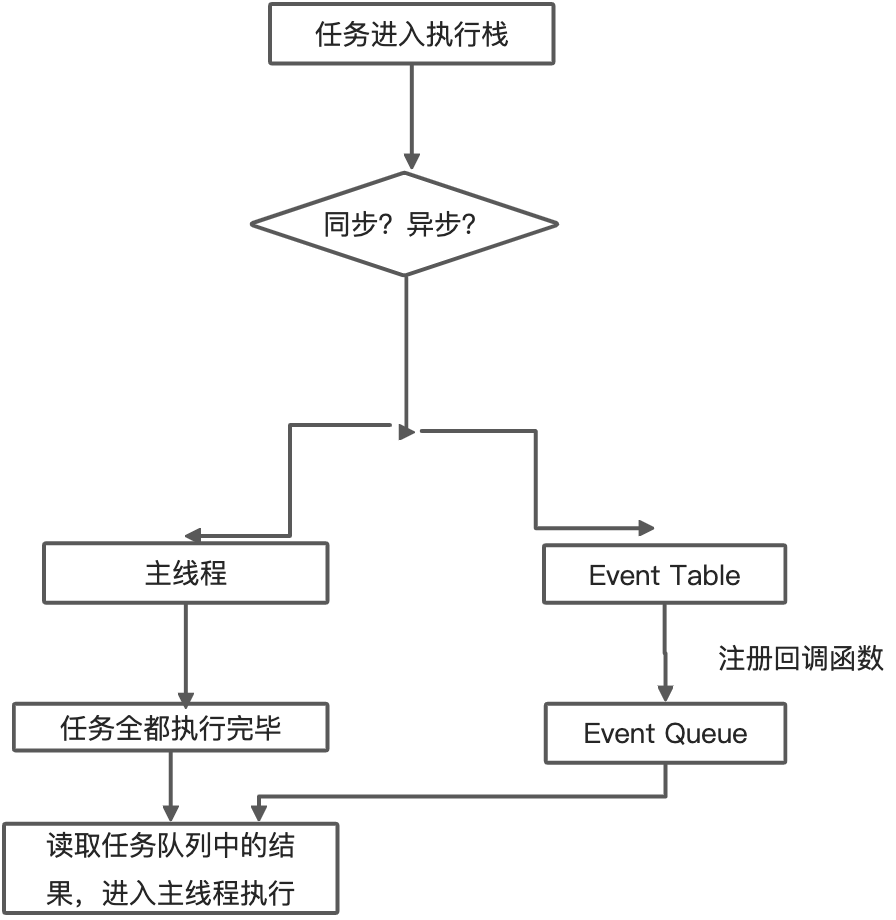 任务进入执行栈
同步？异步？
主线程
Event Table
注册回调函数
任务全都执行完毕
Event Queue
读取任务队列中的结
果，进入主线程执行